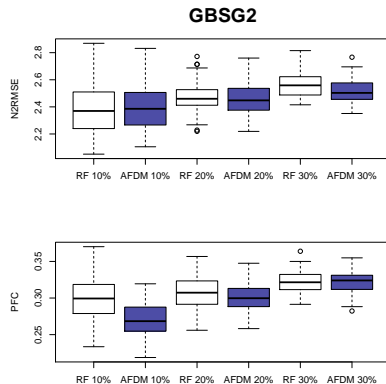 GBSG2
N2RMSE
2.8
2.6
2.4
2.2
RF 10% AFDM 10% RF 20% AFDM 20% RF 30% AFDM 30%
PFC
0.35
0.30
0.25
RF 10% AFDM 10% RF 20% AFDM 20% RF 30% AFDM 30%